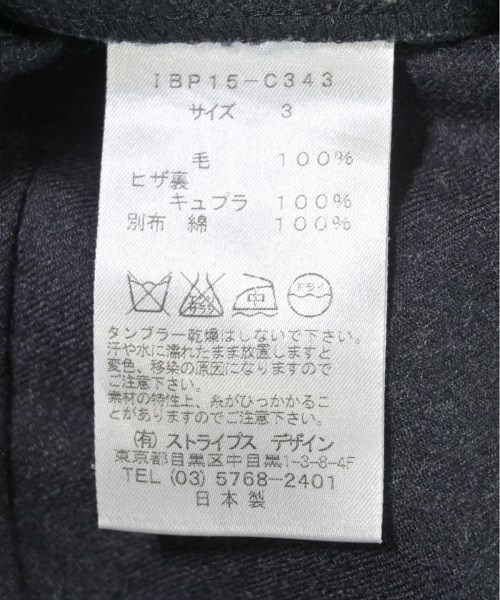 IBP15-C343
サイズ 3
毛 100%
ヒザ裏
キュプラ 100%
別布 綿 100%
エンソサラシ 中 ドライ
タンブラー乾燥はしないで下さい。
汗や水に濡れたまま放置しますと
変色、移染の原因になりますので
ご注意下さい。
素材の特性上、糸がひっかかるこ
とがありますのでご注意下さい。
(有) ストライプス デザイン
東京都目黒区中目黒1-3-8-4F
TEL (03) 5768-2401
日本製